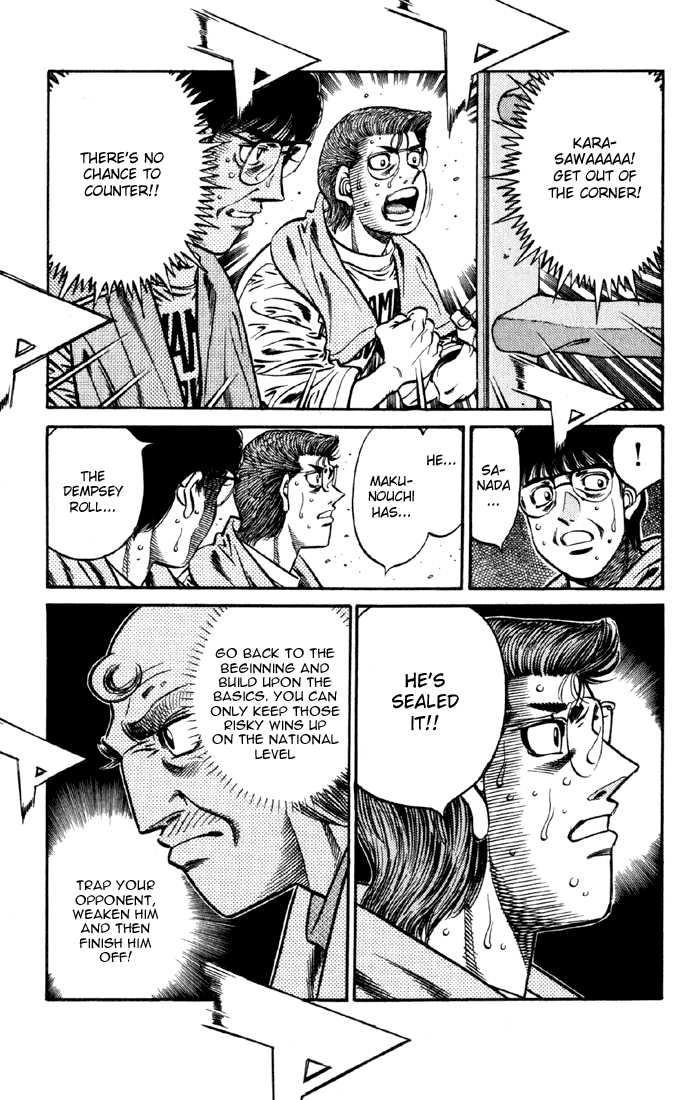 KARA-
SAWAAAAA!
GET OUT OF
THE CORNER!
THERE'S NO
CHANCE TO
COUNTER!!
!
SA-
NADA
...
HE...
MAKU-
NOUCHI
HAS...
THE
DEMPSEY
ROLL...
HE'S
SEALED
IT!!
GO BACK TO THE
BEGINNING AND
BUILD UPON THE
BASICS. YOU CAN
ONLY KEEP THOSE
RISKY WINS UP
ON THE NATIONAL
LEVEL
TRAP YOUR
OPPONENT,
WEAKEN HIM
AND THEN
FINISH HIM
OFF!